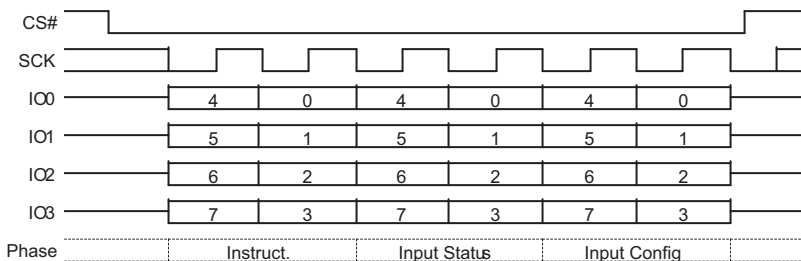 CS#
SCK
IO0 4 0 4 0 4 0
IO1 5 1 5 1 5 1
IO2 6 2 6 2 6 2
IO3 7 3 7 3 7 3
Phase Instruct. Input Status Input Config